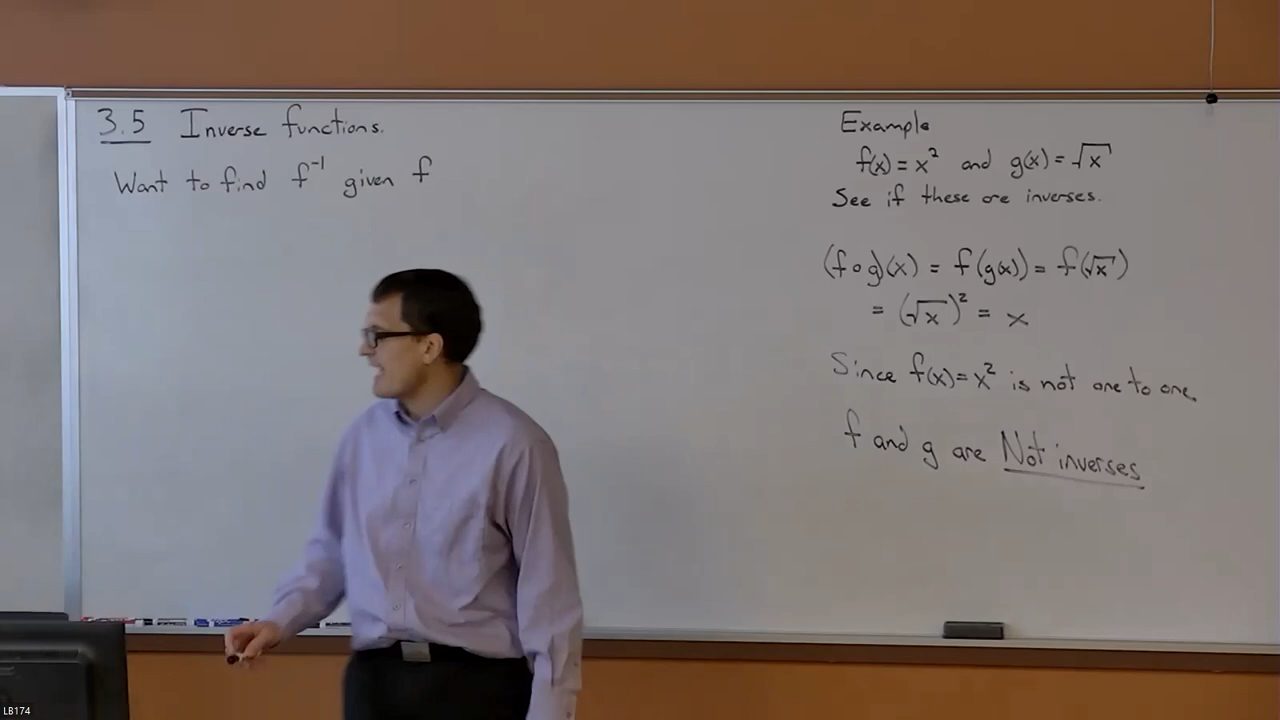 3.5 Inverse functions.
Want to find f⁻¹ given f
Example
f(x) = x² and g(x) = √x
See if these are inverses.
(f∘g)(x) = f(g(x)) = f(√x)
= (√x)² = x
Since f(x)=x² is not one to one
f and g are Not inverses
LB174